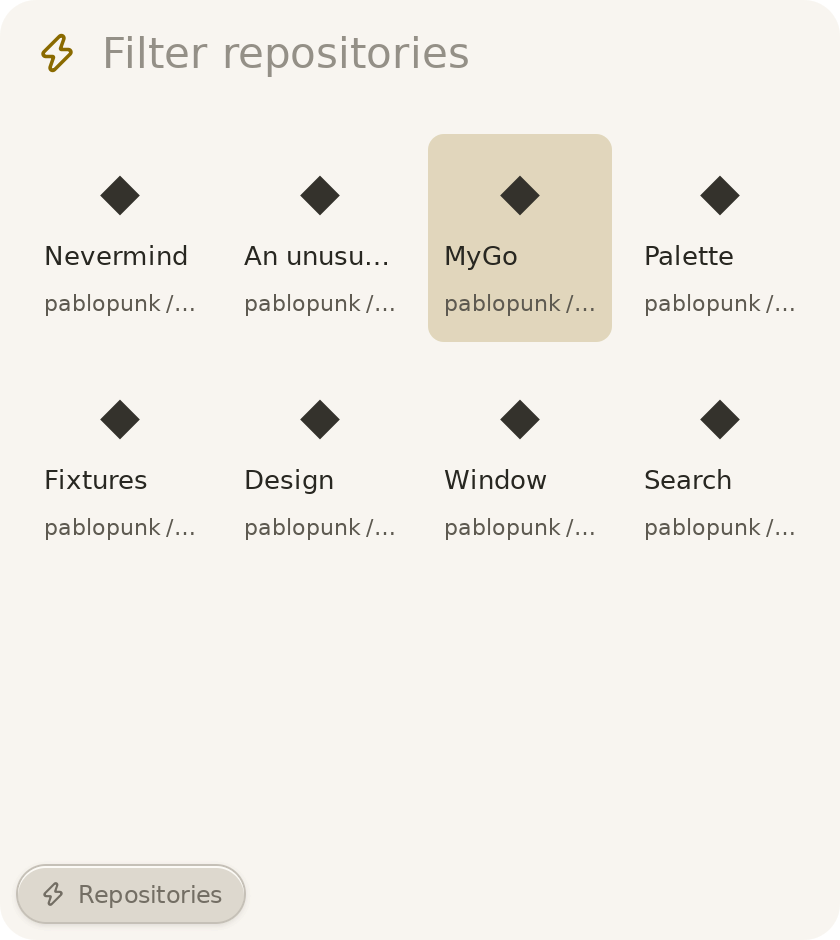 Filter repositories
Nevermind
pablopunk /…
An unusu…
pablopunk /…
MyGo
pablopunk /…
Palette
pablopunk /…
Fixtures
pablopunk /…
Design
pablopunk /…
Window
pablopunk /…
Search
pablopunk /…
Repositories